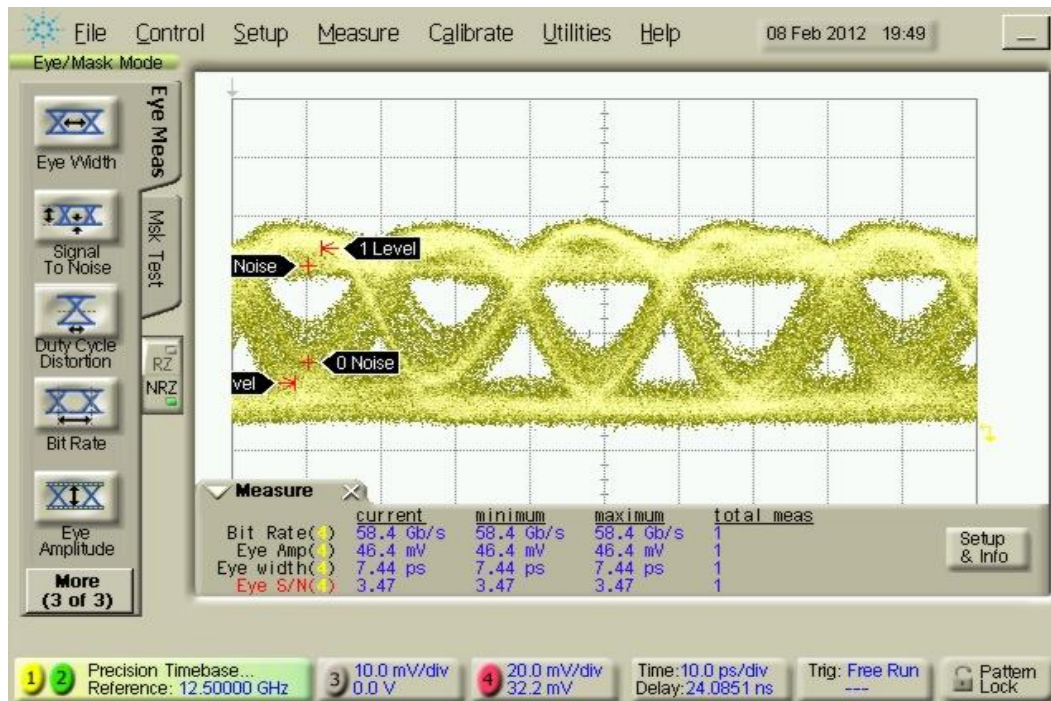 File Control Setup Measure Calibrate Utilities Help 08 Feb 2012 19:49
Eye/Mask Mode
Eye Meas
Eye Width
Signal
To Noise
Msk Test
Duty Cycle
Distortion
RZ
NRZ
Bit Rate
Eye
Amplitude
More
(3 of 3)
1 Level
Noise
0 Noise
vel
Measure
current minimum maximum total meas
Bit Rate(4) 58.4 Gb/s 58.4 Gb/s 58.4 Gb/s 1
Eye Amp(4) 46.4 mV 46.4 mV 46.4 mV 1
Eye width(4) 7.44 ps 7.44 ps 7.44 ps 1
Eye S/N(4) 3.47 3.47 3.47 1
Setup
& Info
1 2 Precision Timebase...
Reference: 12.50000 GHz
3 10.0 mV/div
0.0 V
4 20.0 mV/div
32.2 mV
Time:10.0 ps/div
Delay:24.0851 ns
Trig: Free Run
---
Pattern
Lock